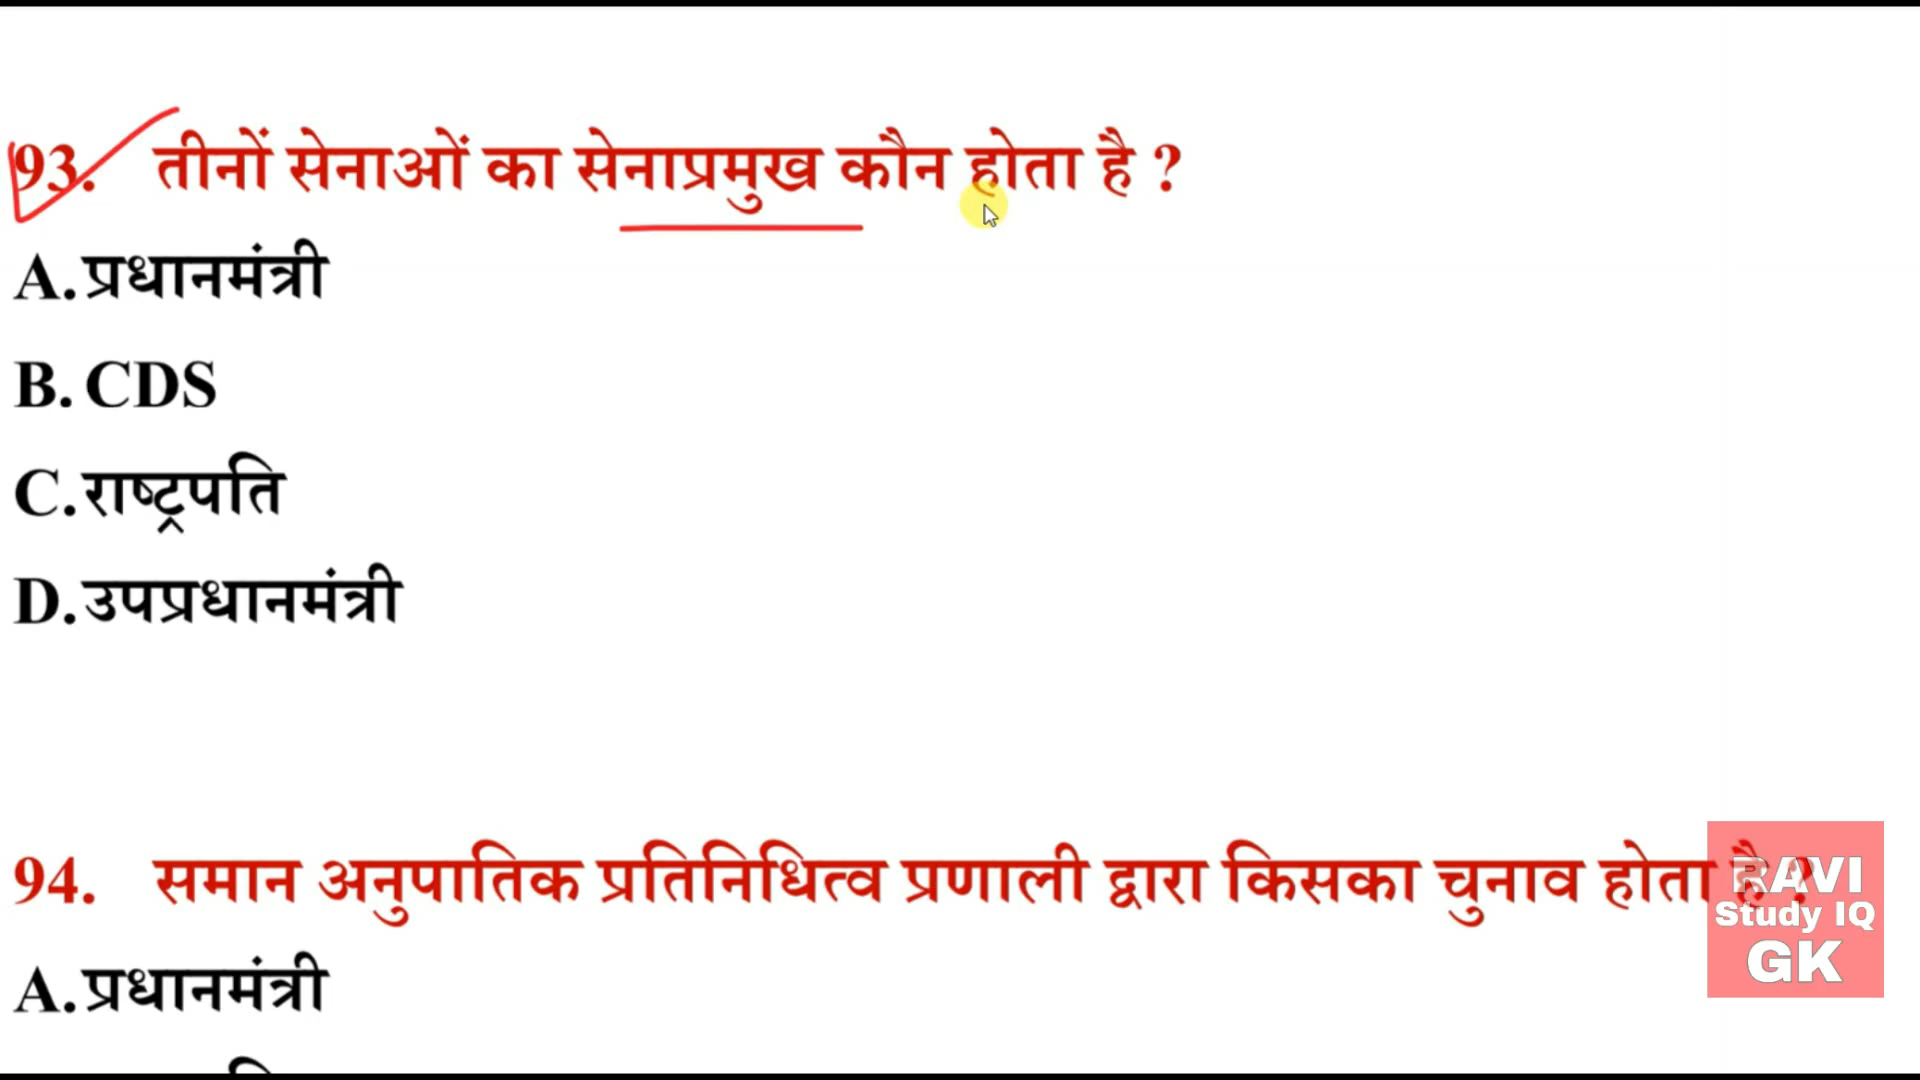 93. तीनों सेनाओं का सेनाप्रमुख कौन होता है ?
A. प्रधानमंत्री
B. CDS
C. राष्ट्रपति
D. उपप्रधानमंत्री
94. समान अनुपातिक प्रतिनिधित्व प्रणाली द्वारा किसका चुनाव होता है ?
RAVI
Study IQ
GK
A. प्रधानमंत्री